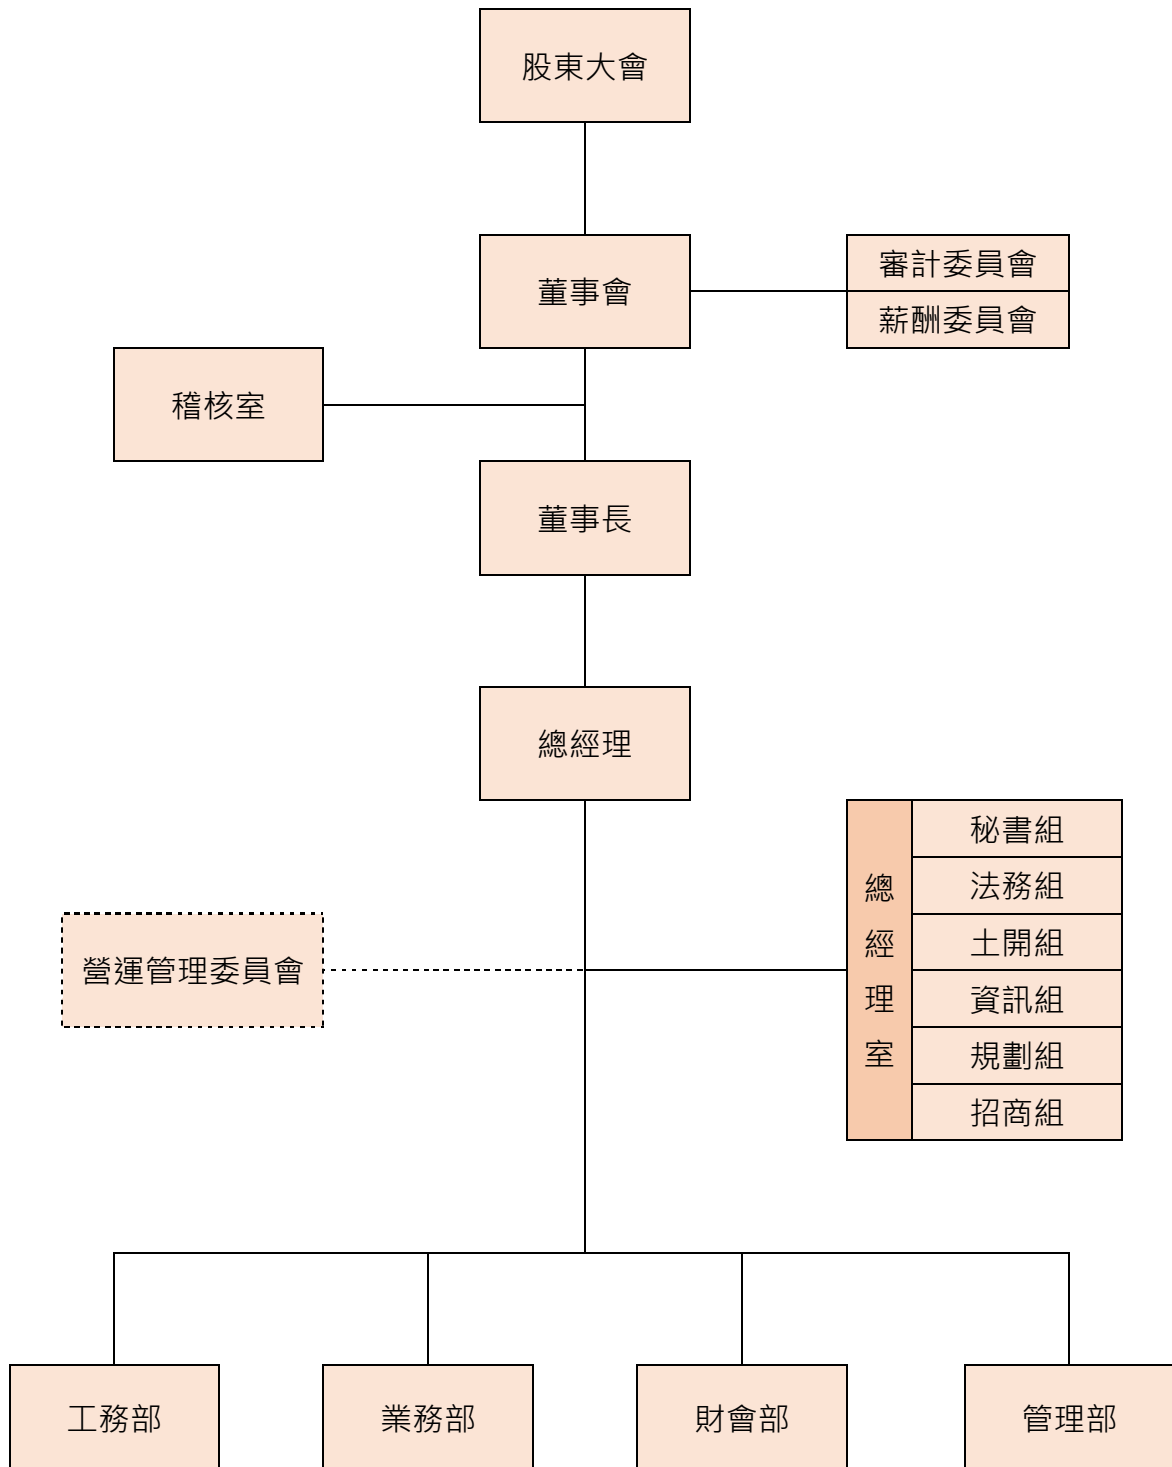 股東大會
董事會
審計委員會
薪酬委員會
稽核室
董事長
總經理
總經理室
秘書組
法務組
土開組
資訊組
規劃組
招商組
營運管理委員會
工務部
業務部
財會部
管理部